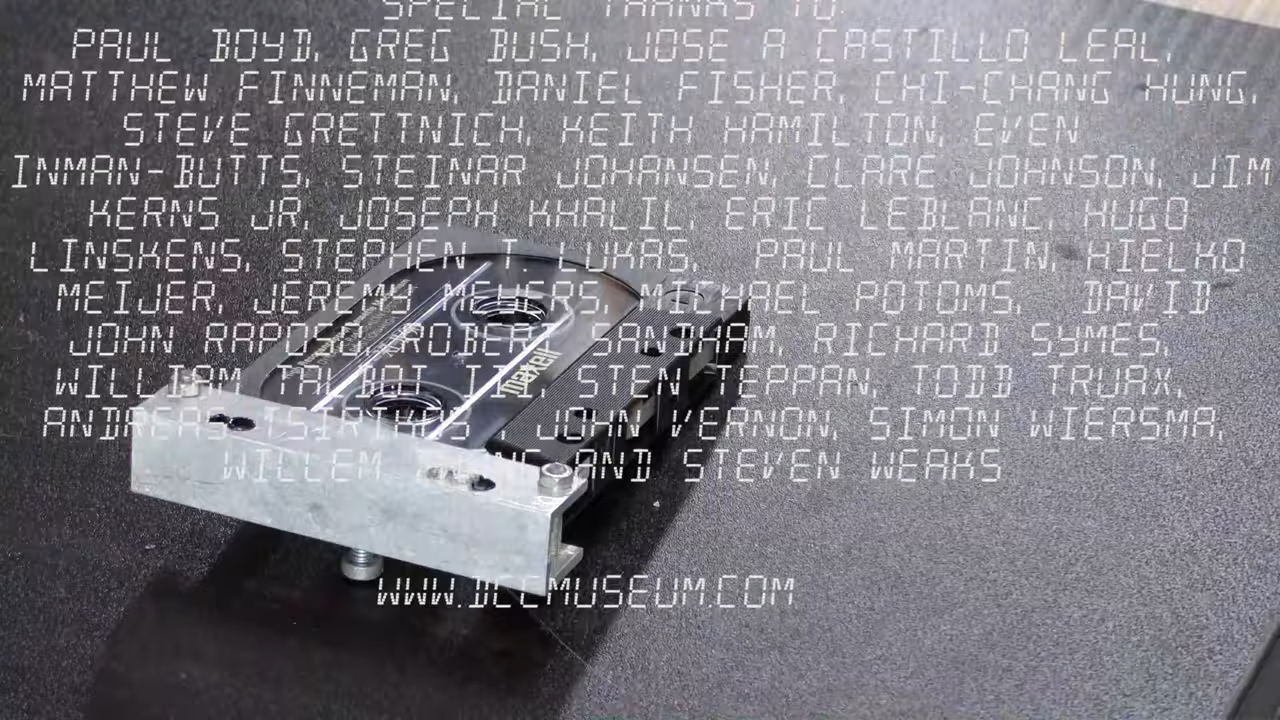 SPECIAL THANKS TO:
PAUL BOYD, GREG BUSH, JOSE A CASTILLO LEAL,
MATTHEW FINNEMAN, DANIEL FISHER, CHI-CHANG HUNG,
STEVE GRETTNICH, KEITH HAMILTON, EVEN
INMAN-BUTTS, STEINAR JOHANSEN, CLARE JOHNSON, JIM
KERNS JR, JOSEPH KHALIL, ERIC LEBLANC, HUGO
LINSKENS, STEPHEN T. LUKAS, PAUL MARTIN, HIELKO
MEIJER, JEREMY MEYERS, MICHAEL POTOMS, DAVID
JOHN RAPOSO, ROBERT SANDHAM, RICHARD SYMES,
WILLIAM TALBOT III, STEN TEPPAN, TODD TRUAX,
ANDREAS TSIRTHUS JOHN VERNON, SIMON WIERSMA,
WILLEM AND STEVEN WEAKS
maxell
WWW.DCCMUSEUM.COM